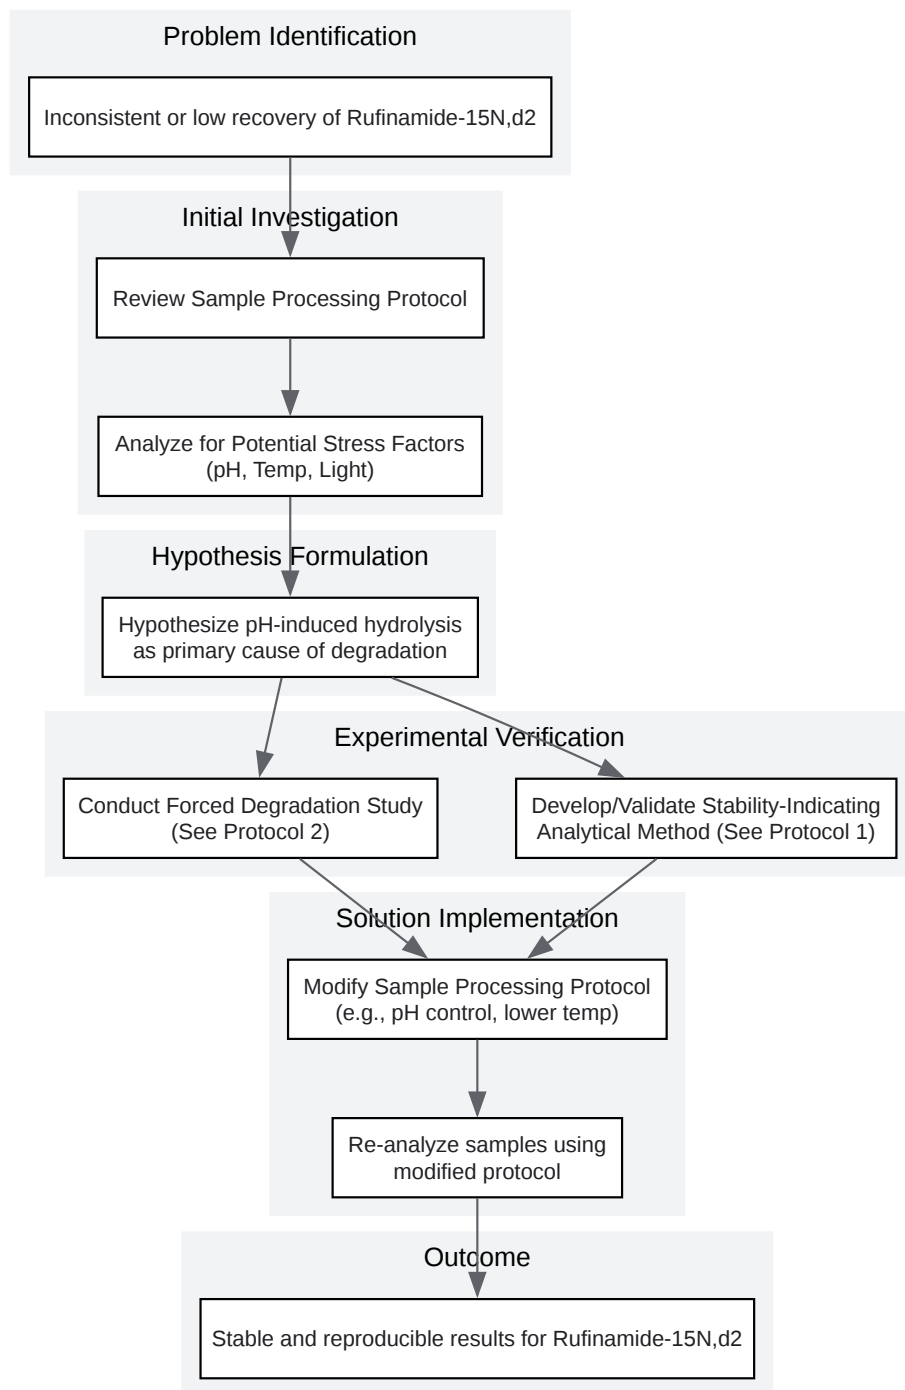 Problem Identification
Inconsistent or low recovery of Rufinamide-15N,d2
Initial Investigation
Review Sample Processing Protocol
Analyze for Potential Stress Factors
(pH, Temp, Light)
Hypothesis Formulation
Hypothesize pH-induced hydrolysis
as primary cause of degradation
Experimental Verification
Conduct Forced Degradation Study
(See Protocol 2)
Develop/Validate Stability-Indicating
Analytical Method (See Protocol 1)
Solution Implementation
Modify Sample Processing Protocol
(e.g., pH control, lower temp)
Re-analyze samples using
modified protocol
Outcome
Stable and reproducible results for Rufinamide-15N,d2